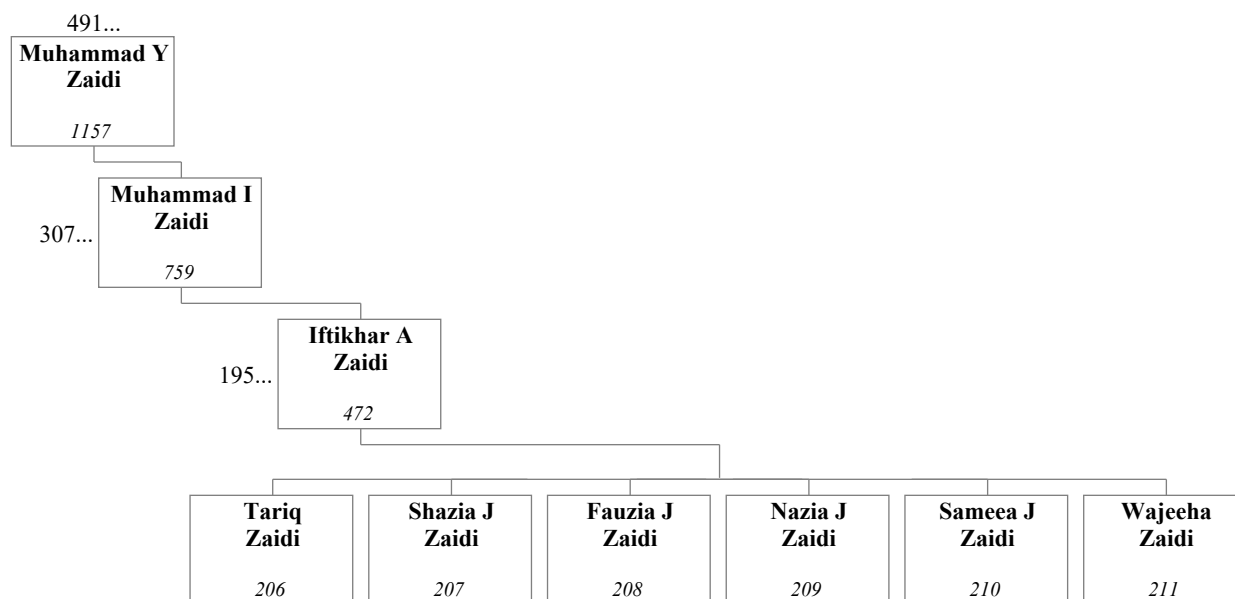 491...
Muhammad Y
Zaidi
1157
Muhammad I
Zaidi
307...
759
Iftikhar A
Zaidi
195...
472
Tariq
Zaidi
206
Shazia J
Zaidi
207
Fauzia J
Zaidi
208
Nazia J
Zaidi
209
Sameea J
Zaidi
210
Wajeeha
Zaidi
211